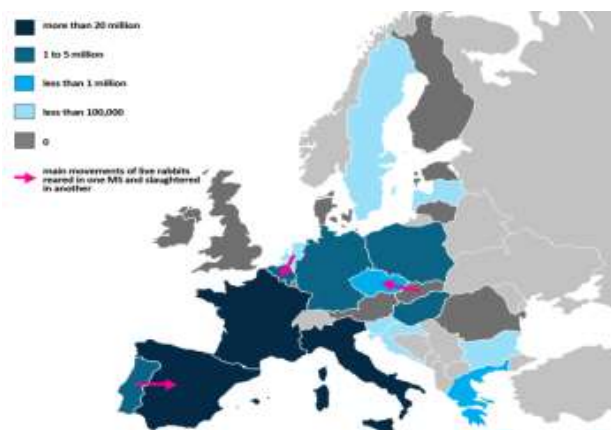 more than 20 million
1 to 5 million
less than 1 million
less than 100,000
0
main movements of live rabbits
reared in one MS and slaughtered
in another